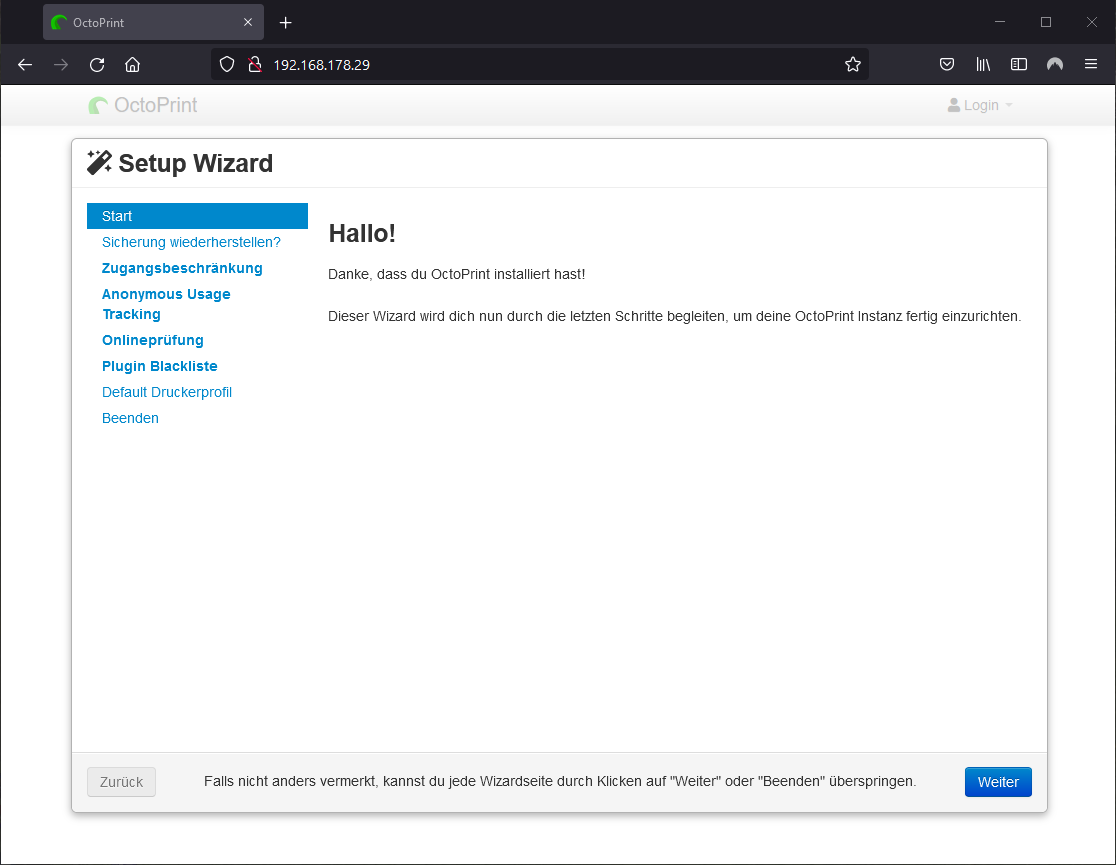 OctoPrint
192.168.178.29
OctoPrint
Login
Setup Wizard
Start
Sicherung wiederherstellen?
Zugangsbeschränkung
Anonymous Usage
Tracking
Onlineprüfung
Plugin Blackliste
Default Druckerprofil
Beenden
Hallo!
Danke, dass du OctoPrint installiert hast!
Dieser Wizard wird dich nun durch die letzten Schritte begleiten, um deine OctoPrint Instanz fertig einzurichten.
Zurück
Falls nicht anders vermerkt, kannst du jede Wizardseite durch Klicken auf "Weiter" oder "Beenden" überspringen.
Weiter